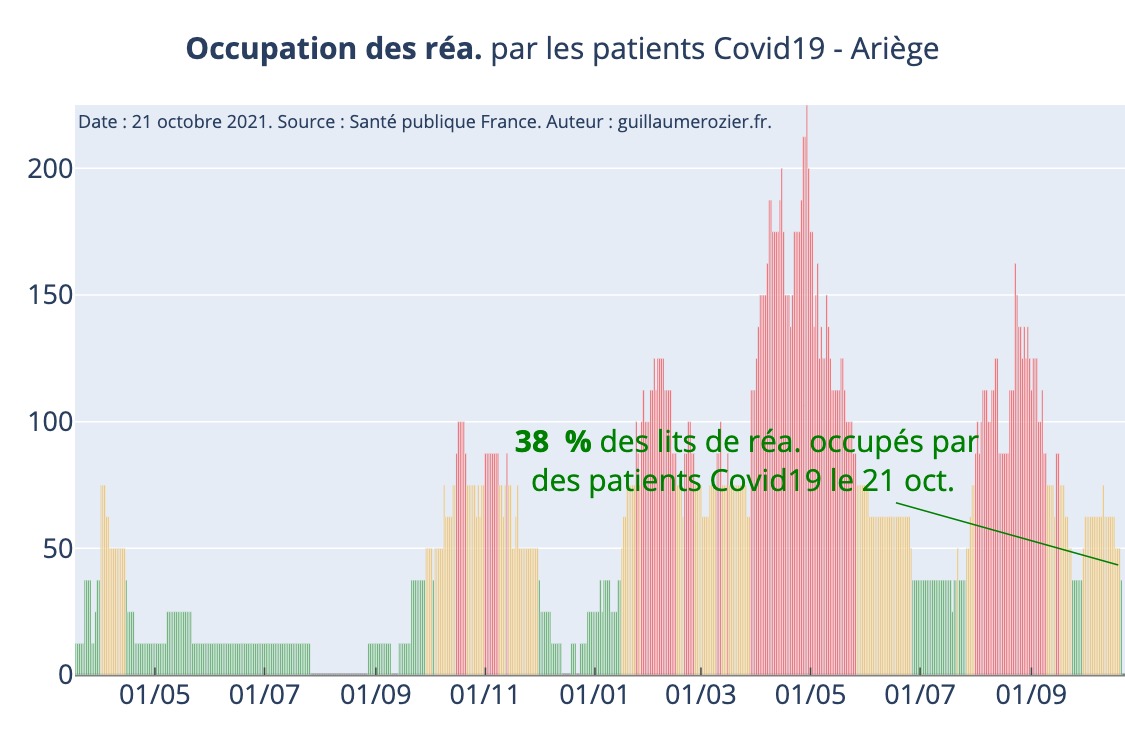 Occupation des réa. par les patients Covid19 - Ariège
Date : 21 octobre 2021. Source : Santé publique France. Auteur : guillaumerozier.fr.
200
150
100
38  % des lits de réa. occupés par
des patients Covid19 le 21 oct.
50
0
01/05 01/07 01/09 01/11 01/01 01/03 01/05 01/07 01/09